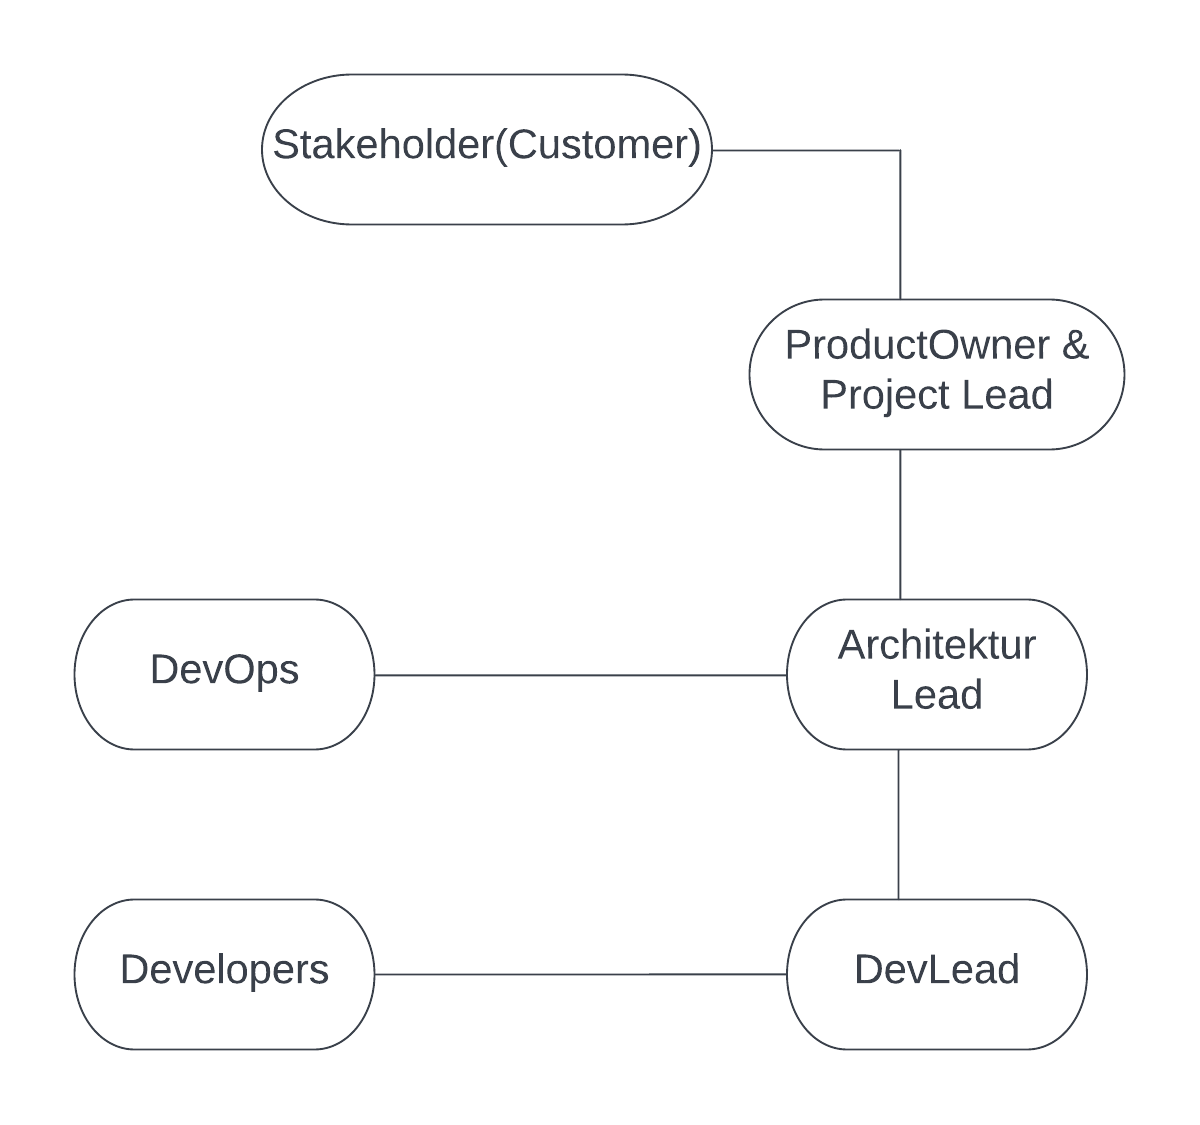 Stakeholder(Customer)
ProductOwner &
Project Lead
DevOps
Architektur
Lead
Developers
DevLead